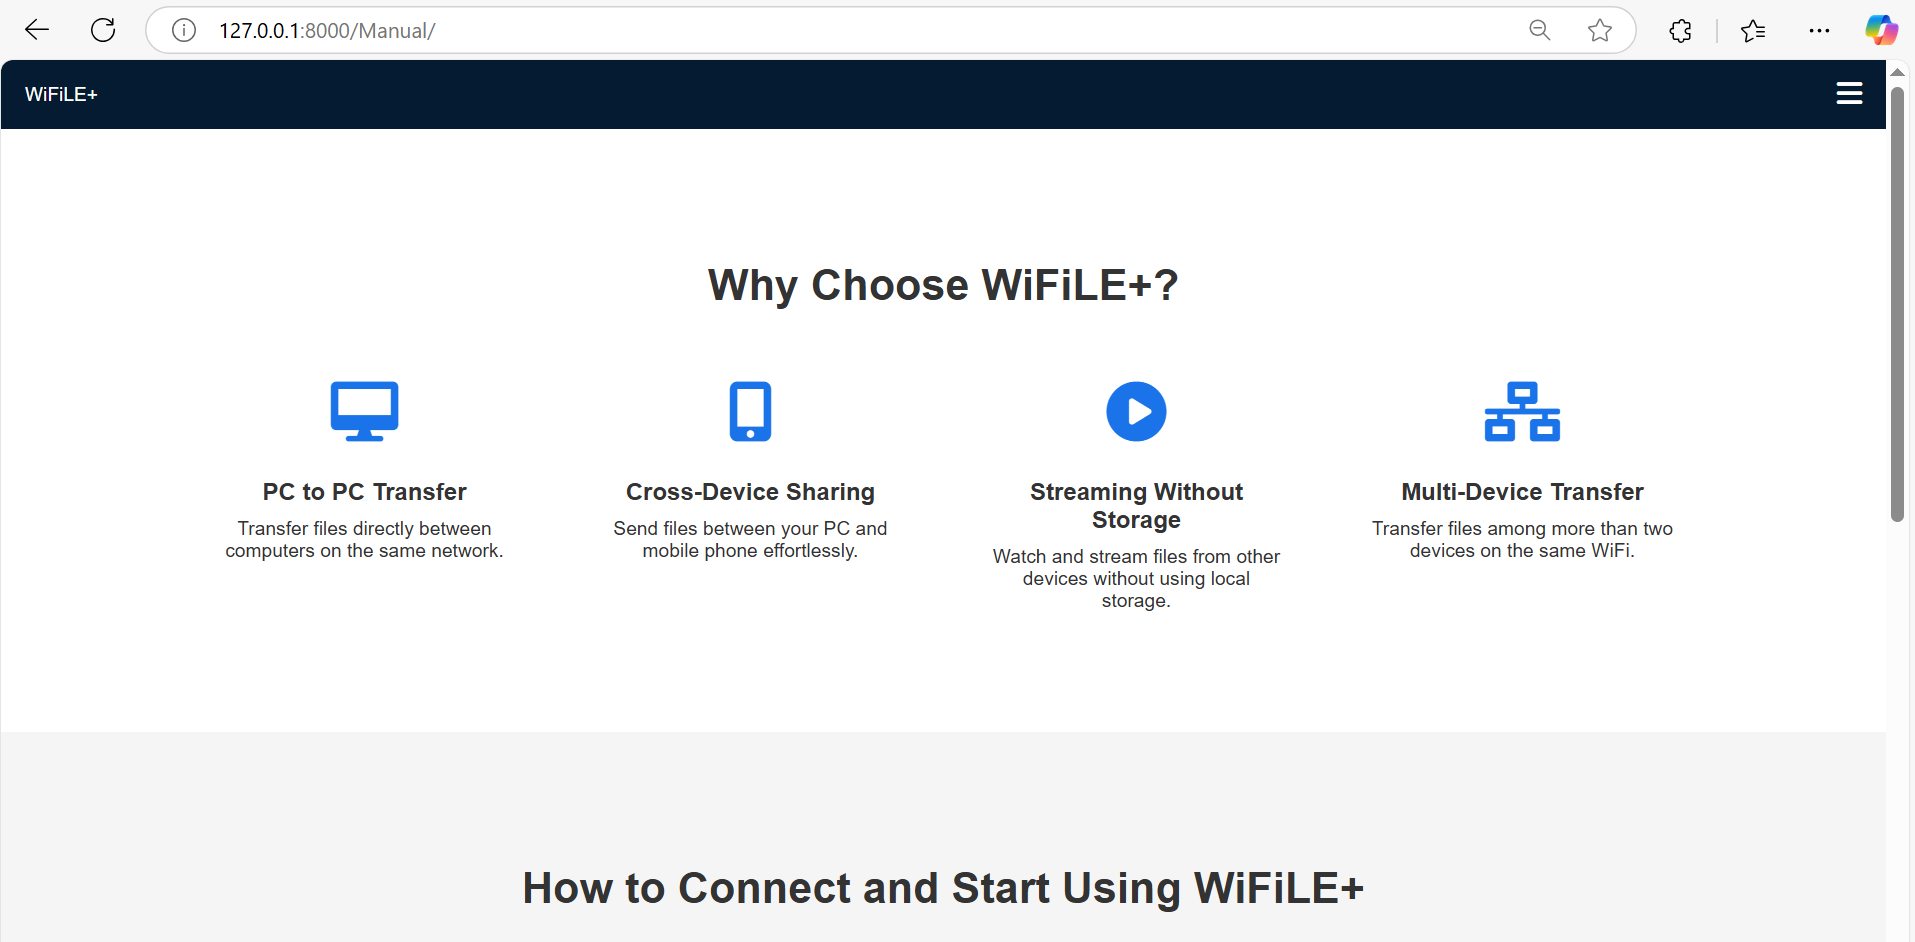 127.0.0.1:8000/Manual/
WiFiLE+
Why Choose WiFiLE+?
PC to PC Transfer
Transfer files directly between
computers on the same network.
Cross-Device Sharing
Send files between your PC and
mobile phone effortlessly.
Streaming Without
Storage
Watch and stream files from other
devices without using local
storage.
Multi-Device Transfer
Transfer files among more than two
devices on the same WiFi.
How to Connect and Start Using WiFiLE+